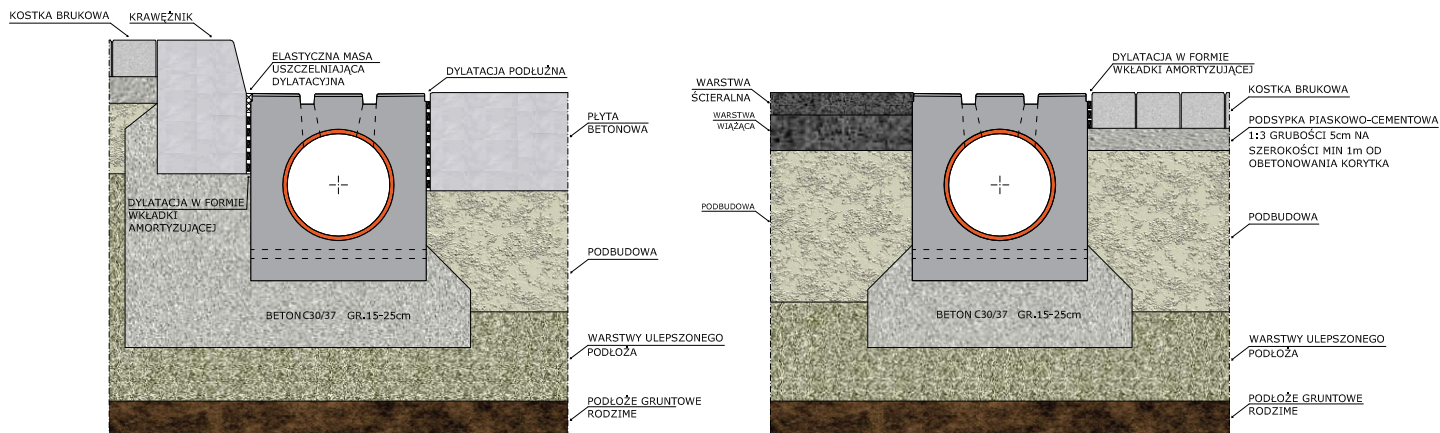 KOSTKA BRUKOWA
KRAWĘŻNIK
ELASTYCZNA MASA
USZCZELNIAJĄCA
DYLATACYJNA
DYLATACJA PODŁUŻNA
PŁYTA
BETONOWA
DYLATACJA W FORMIE
WKŁADKI
AMORTYZUJĄCEJ
PODBUDOWA
BETON C30/37 GR.15-25cm
WARSTWY ULEPSZONEGO
PODŁOŻA
PODŁOŻE GRUNTOWE
RODZIME
DYLATACJA W FORMIE
WKŁADKI AMORTYZUJĄCEJ
WARSTWA
ŚCIERALNA
WARSTWA
WIĄŻĄCA
KOSTKA BRUKOWA
PODSYPKA PIASKOWO-CEMENTOWA
1:3 GRUBOŚCI 5cm NA
SZEROKOŚCI MIN 1m OD
OBETONOWANIA KORYTKA
PODBUDOWA
PODBUDOWA
BETON C30/37 GR.15-25cm
WARSTWY ULEPSZONEGO
PODŁOŻA
PODŁOŻE GRUNTOWE
RODZIME